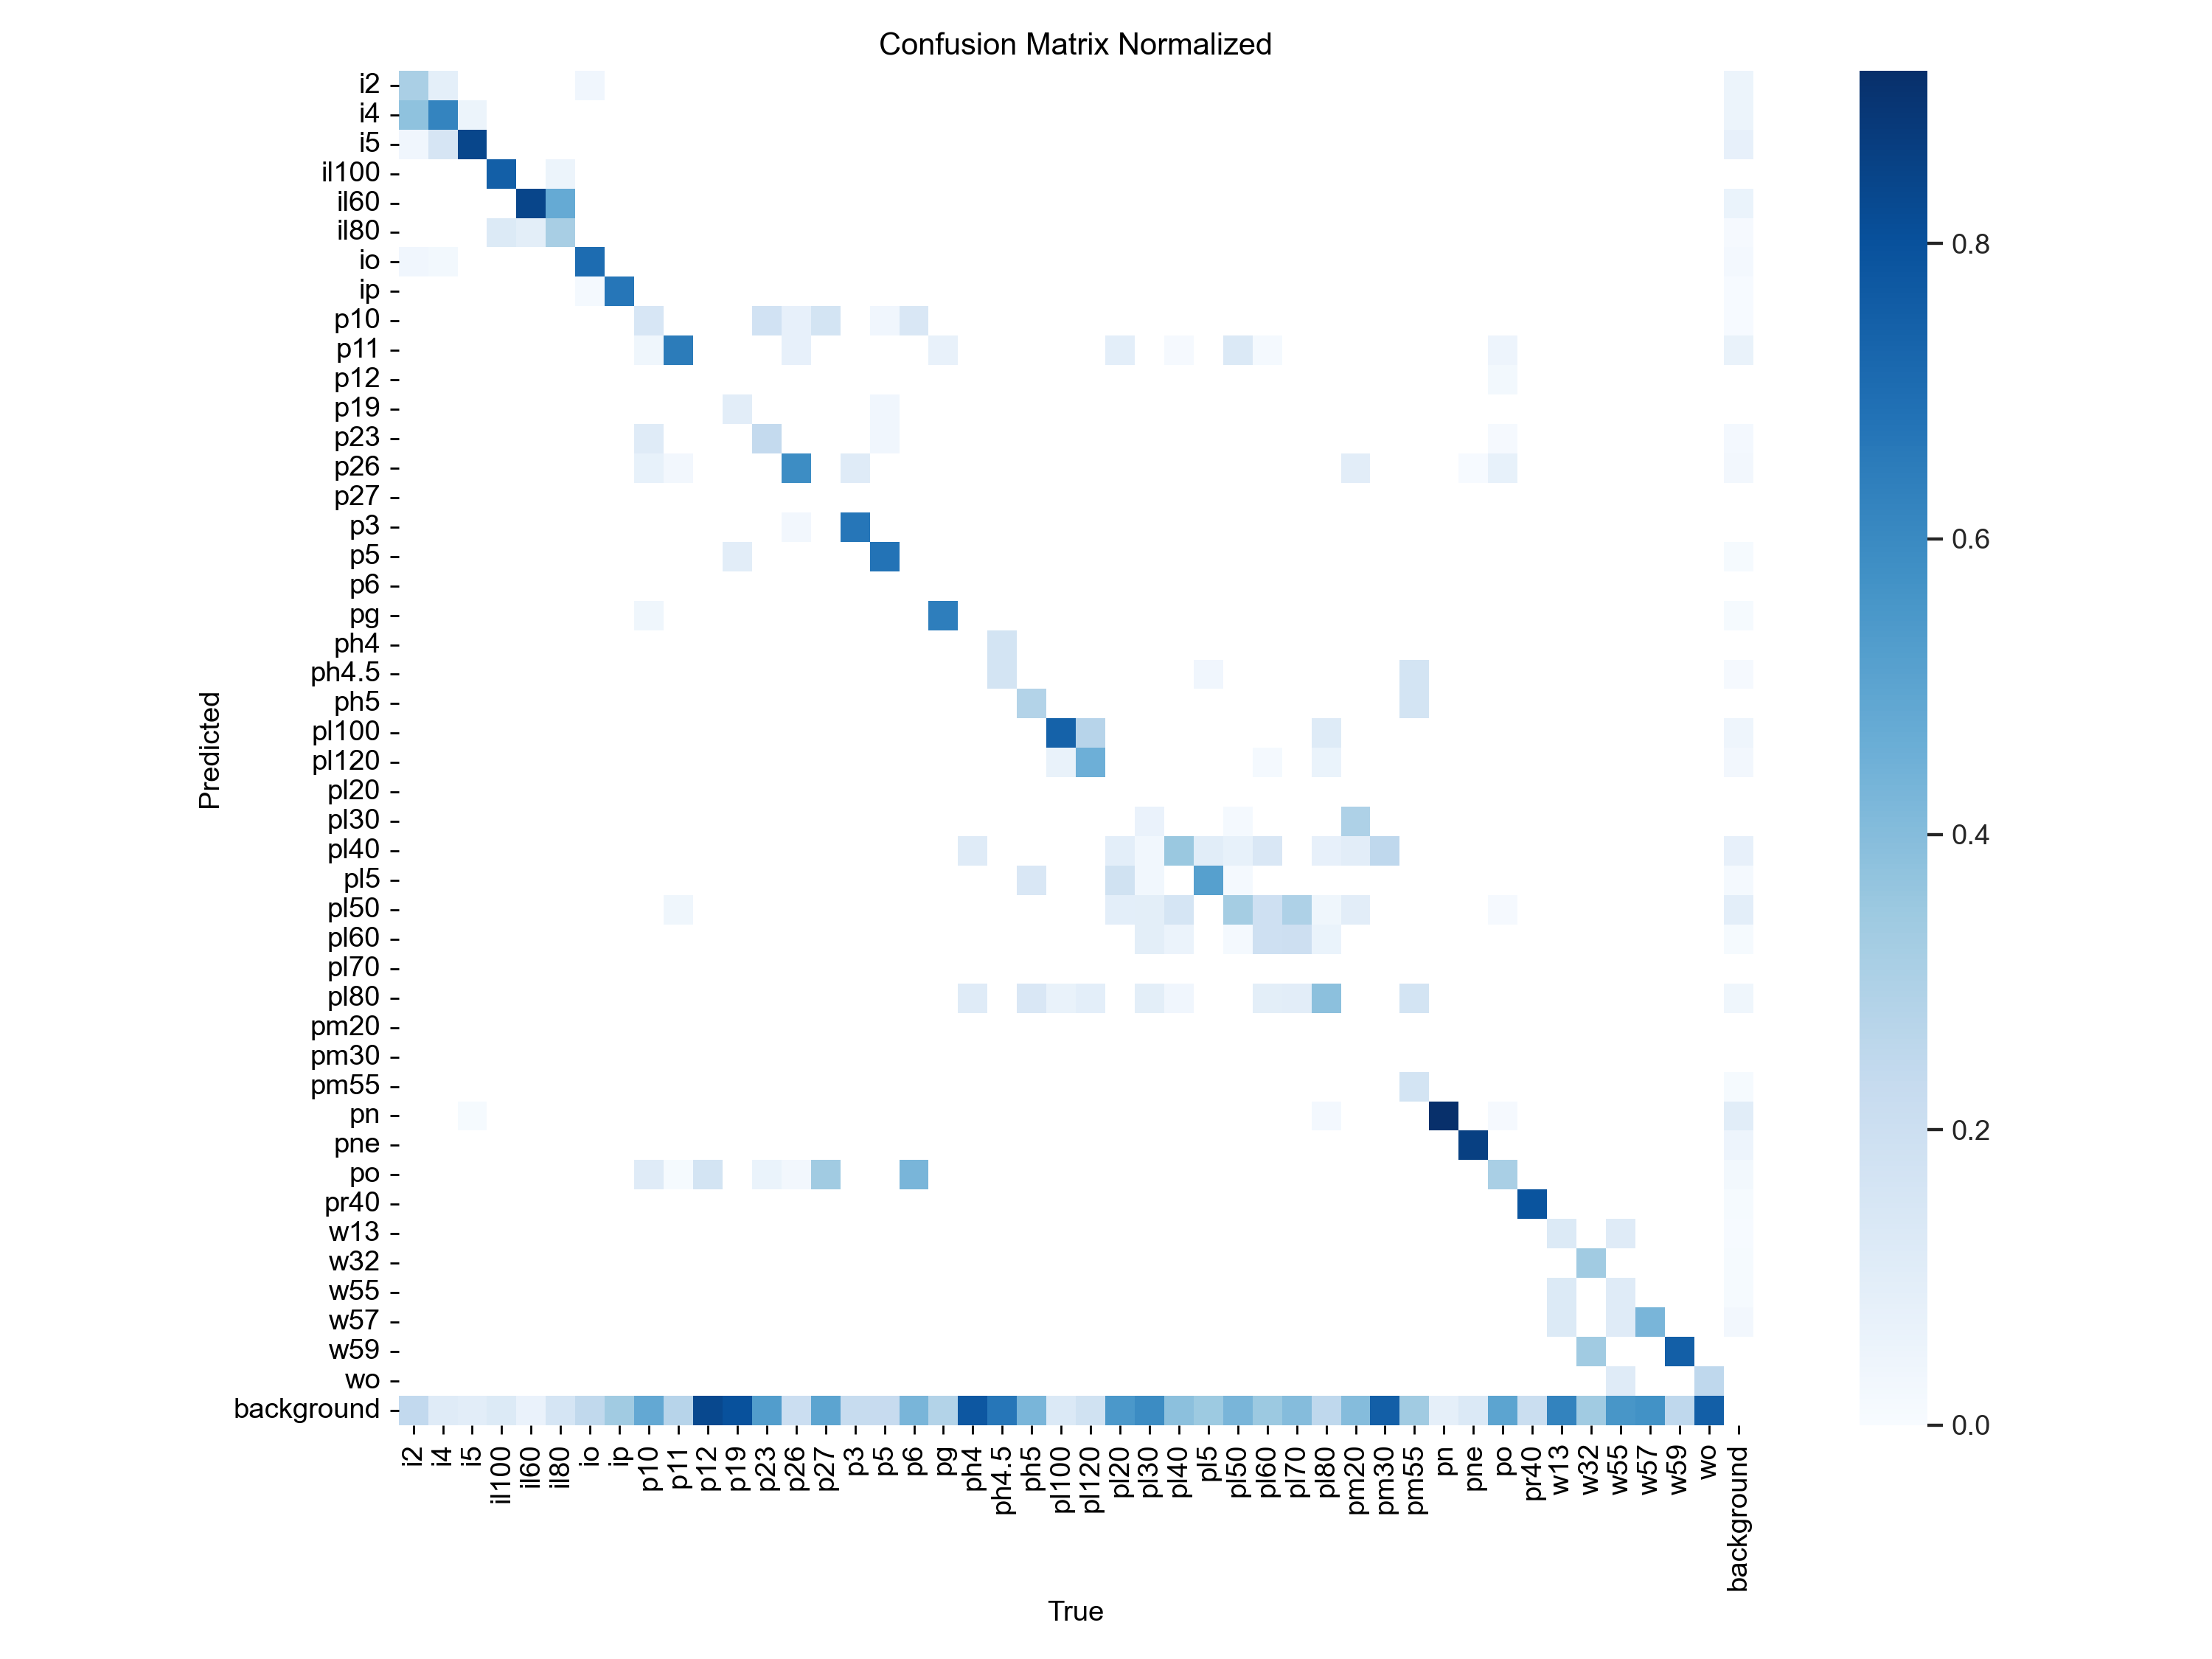 Confusion Matrix Normalized
i2
i4
i5
il100
il60
il80
io
ip
p10
p11
p12
p19
p23
p26
p27
p3
p5
p6
pg
ph4
ph4.5
ph5
pl100
pl120
pl20
pl30
pl40
pl5
pl50
pl60
pl70
pl80
pm20
pm30
pm55
pn
pne
po
pr40
w13
w32
w55
w57
w59
wo
background
Predicted
i2 i4 i5 il100 il60 il80 io ip p10 p11 p12 p19 p23 p26 p27 p3 p5 p6 pg ph4 ph4.5 ph5 pl100 pl120 pl20 pl30 pl40 pl5 pl50 pl60 pl70 pl80 pm20 pm30 pm55 pn pne po pr40 w13 w32 w55 w57 w59 wo background
True
0.8
0.6
0.4
0.2
0.0